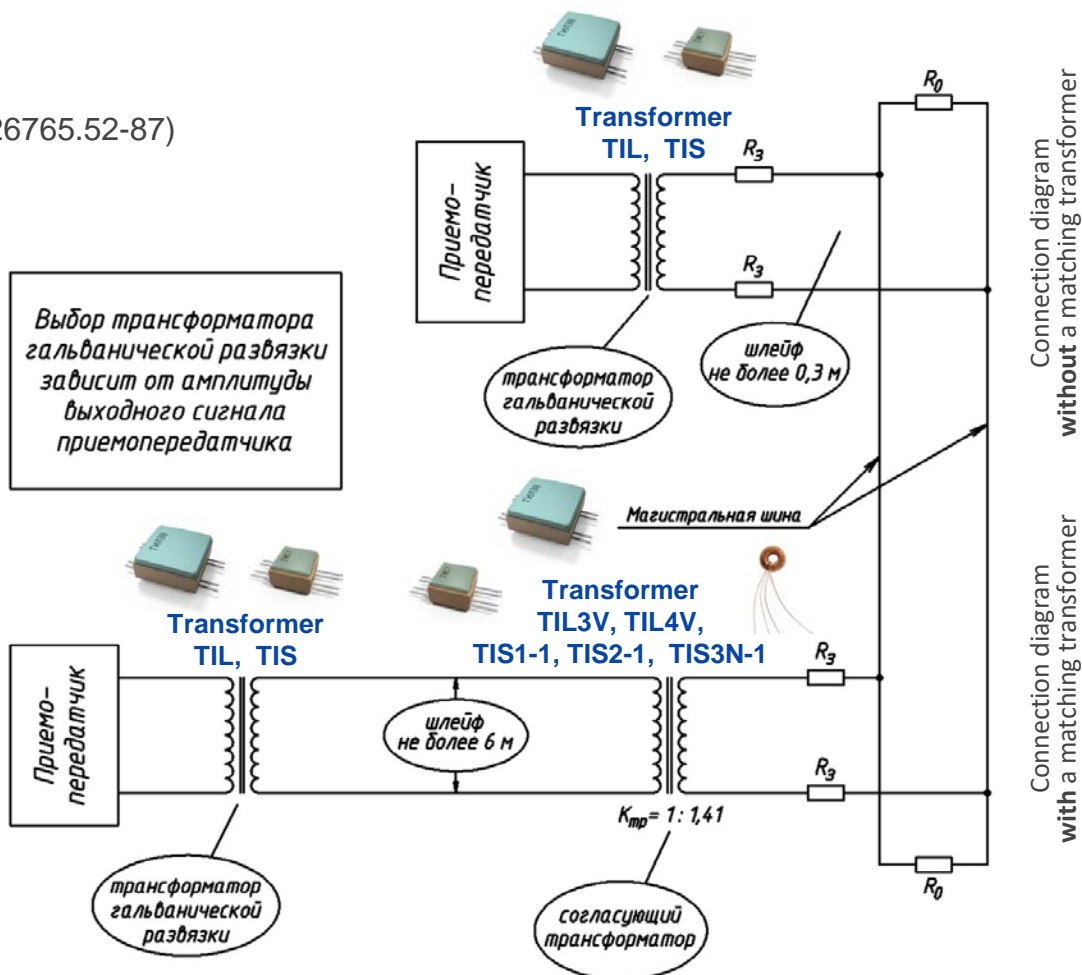 26765.52-87)
Transformer
TIL, TIS
R₀
R₃
Приемо-
передатчик
R₃
трансформатор
гальванической
развязки
шлейф
не более 0,3 м
Connection diagram
without a matching transformer
Выбор трансформатора
гальванической развязки
зависит от амплитуды
выходного сигнала
приемопередатчика
Магистральная шина
Transformer
TIL, TIS
Transformer
TIL3V, TIL4V,
TIS1-1, TIS2-1, TIS3N-1
R₃
Приемо-
передатчик
шлейф
не более 6 м
R₃
Kтр= 1 : 1,41
R₀
трансформатор
гальванической
развязки
согласующий
трансформатор
Connection diagram
with a matching transformer